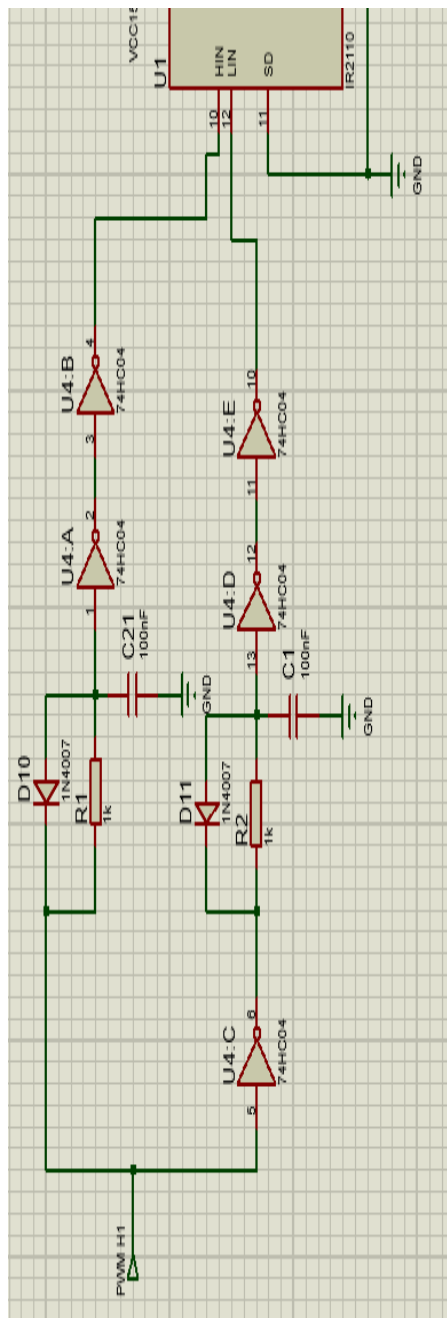 VCC15
U1
HIN
LIN
SD
IR2110
10
12
11
GND
4
U4:B
74HC04
3
10
U4:E
74HC04
11
2
U4:A
74HC04
1
12
U4:D
74HC04
13
C21
100nF
GND
C1
100nF
GND
D10
1N4007
R1
1k
D11
1N4007
R2
1k
6
U4:C
74HC04
5
PWM H1